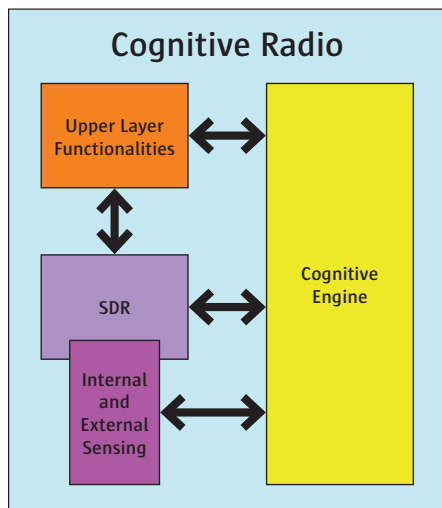 Cognitive Radio
Upper Layer
Functionalities
SDR
Cognitive
Engine
Internal
and
External
Sensing